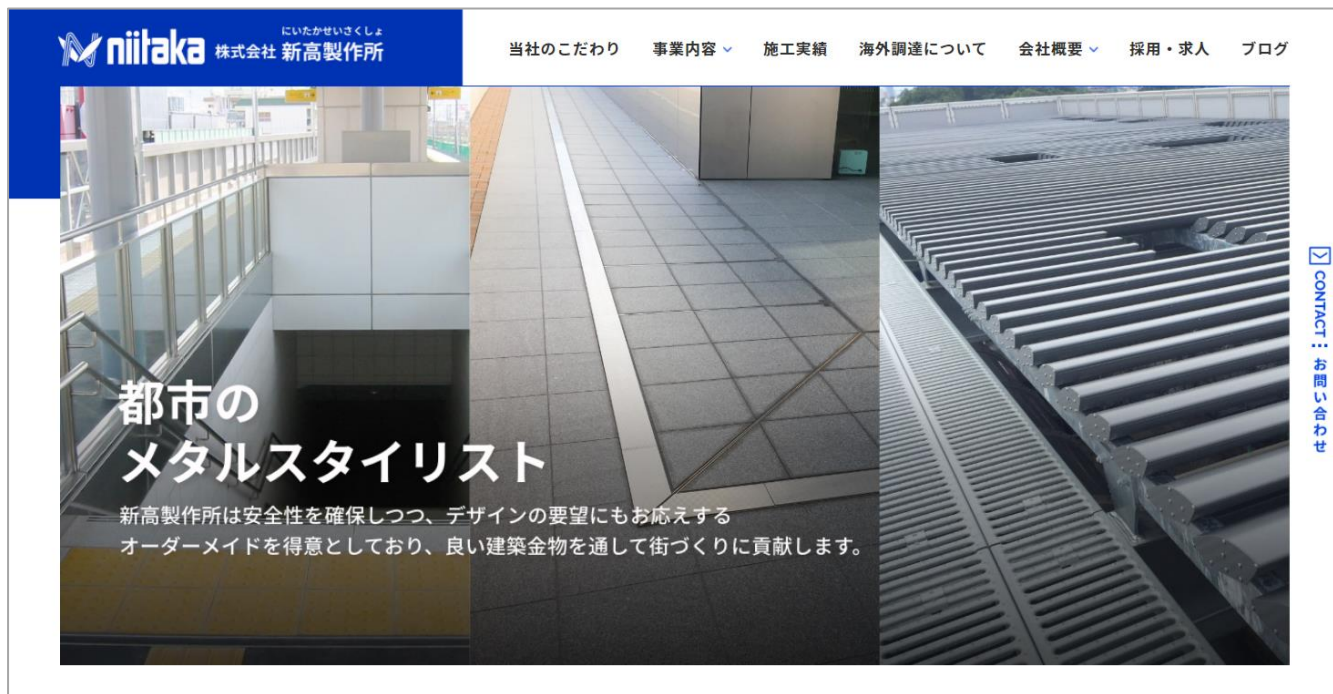 niitaka 株式会社 新高製作所
にいたかせいさくしょ
当社のこだわり 事業内容 施工実績 海外調達について 会社概要 採用・求人 ブログ
都市の
メタルスタイリスト
新高製作所は安全性を確保しつつ、デザインの要望にもお応えする
オーダーメイドを得意としており、良い建築金物を通して街づくりに貢献します。
CONTACT お問い合わせ